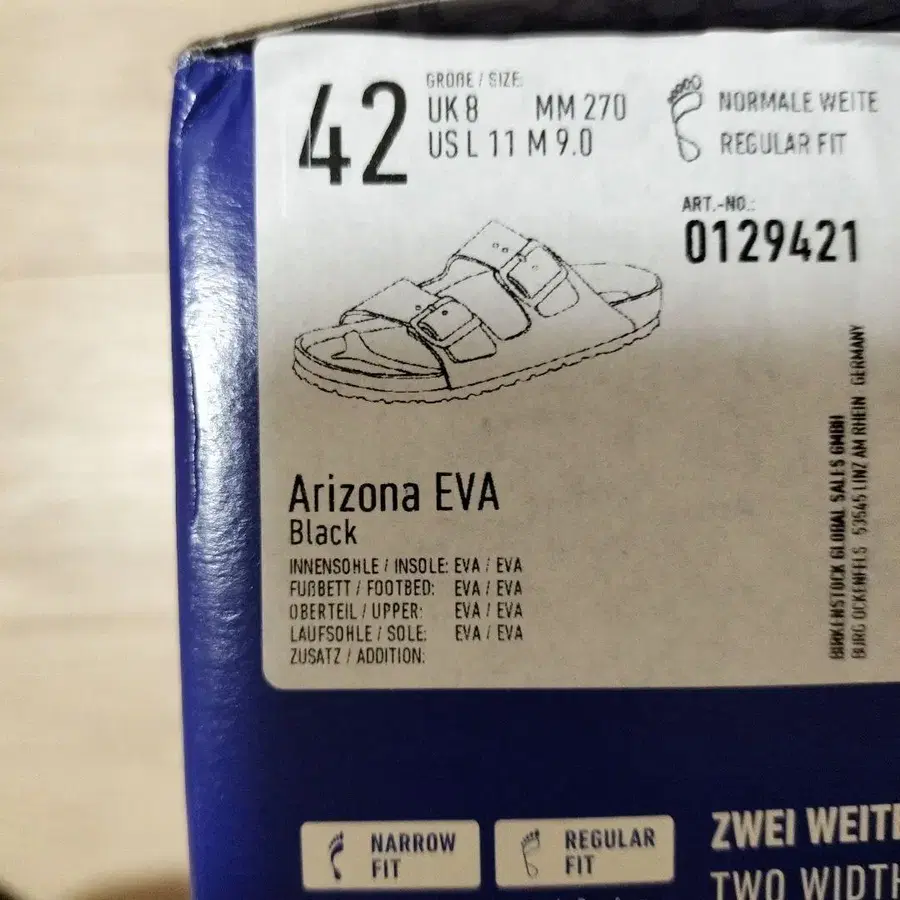 42
GRÖßE / SIZE:
UK 8 MM 270
US L 11 M 9.0
NORMALE WEITE
REGULAR FIT
ART.-NO.:
0129421
Arizona EVA
Black
INNENSOHLE / INSOLE: EVA / EVA
FUßBETT / FOOTBED: EVA / EVA
OBERTEIL / UPPER: EVA / EVA
LAUFSOHLE / SOLE: EVA / EVA
ZUSATZ / ADDITION:
BIRKENSTOCK GLOBAL SALES GMBH
BURG OCKENFELS 53545 LINZ AM RHEIN GERMANY
NARROW
FIT
REGULAR
FIT
ZWEI WEITE
TWO WIDTH